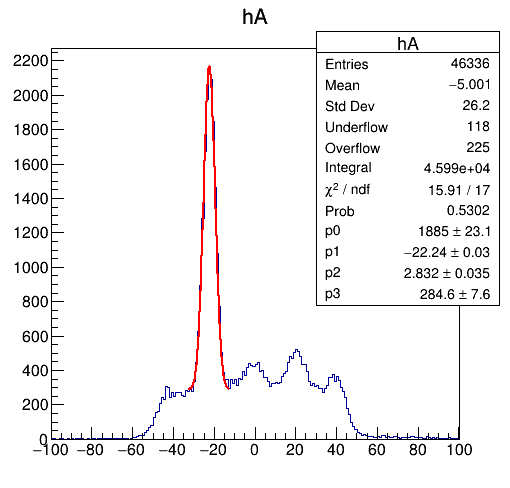 hA
hA
Entries 46336
Mean −5.001
Std Dev 26.2
Underflow 118
Overflow 225
Integral 4.599e+04
χ² / ndf 15.91 / 17
Prob 0.5302
p0 1885 ± 23.1
p1 −22.24 ± 0.03
p2 2.832 ± 0.035
p3 284.6 ± 7.6
2200
2000
1800
1600
1400
1200
1000
800
600
400
200
0
−100 −80 −60 −40 −20 0 20 40 60 80 100